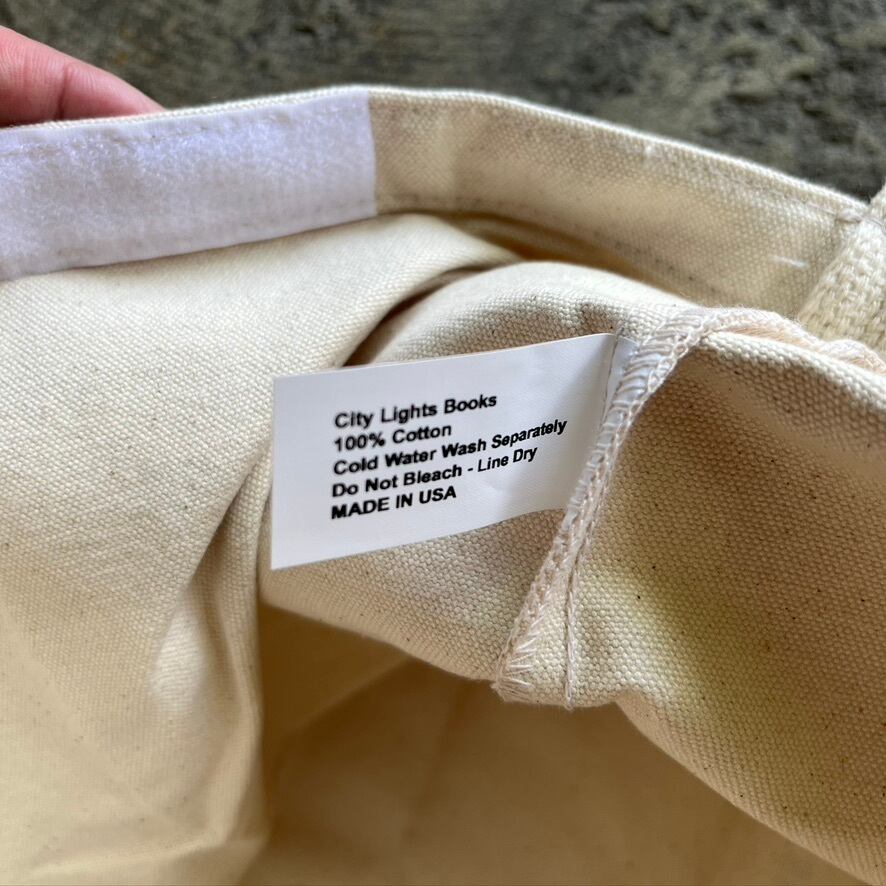 City Lights Books
100% Cotton
Cold Water Wash Separately
Do Not Bleach - Line Dry
MADE IN USA